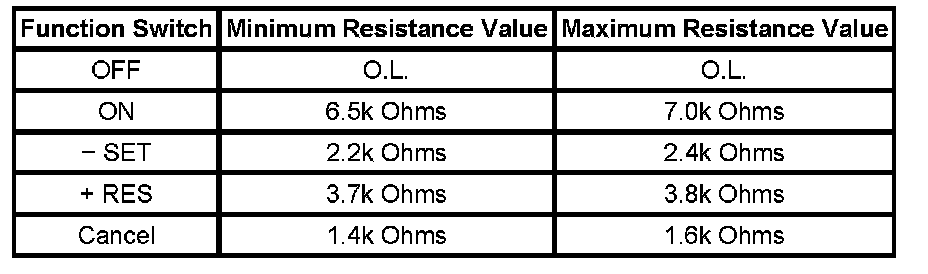 Function Switch Minimum Resistance Value Maximum Resistance Value
OFF O.L. O.L.
ON 6.5k Ohms 7.0k Ohms
− SET 2.2k Ohms 2.4k Ohms
+ RES 3.7k Ohms 3.8k Ohms
Cancel 1.4k Ohms 1.6k Ohms